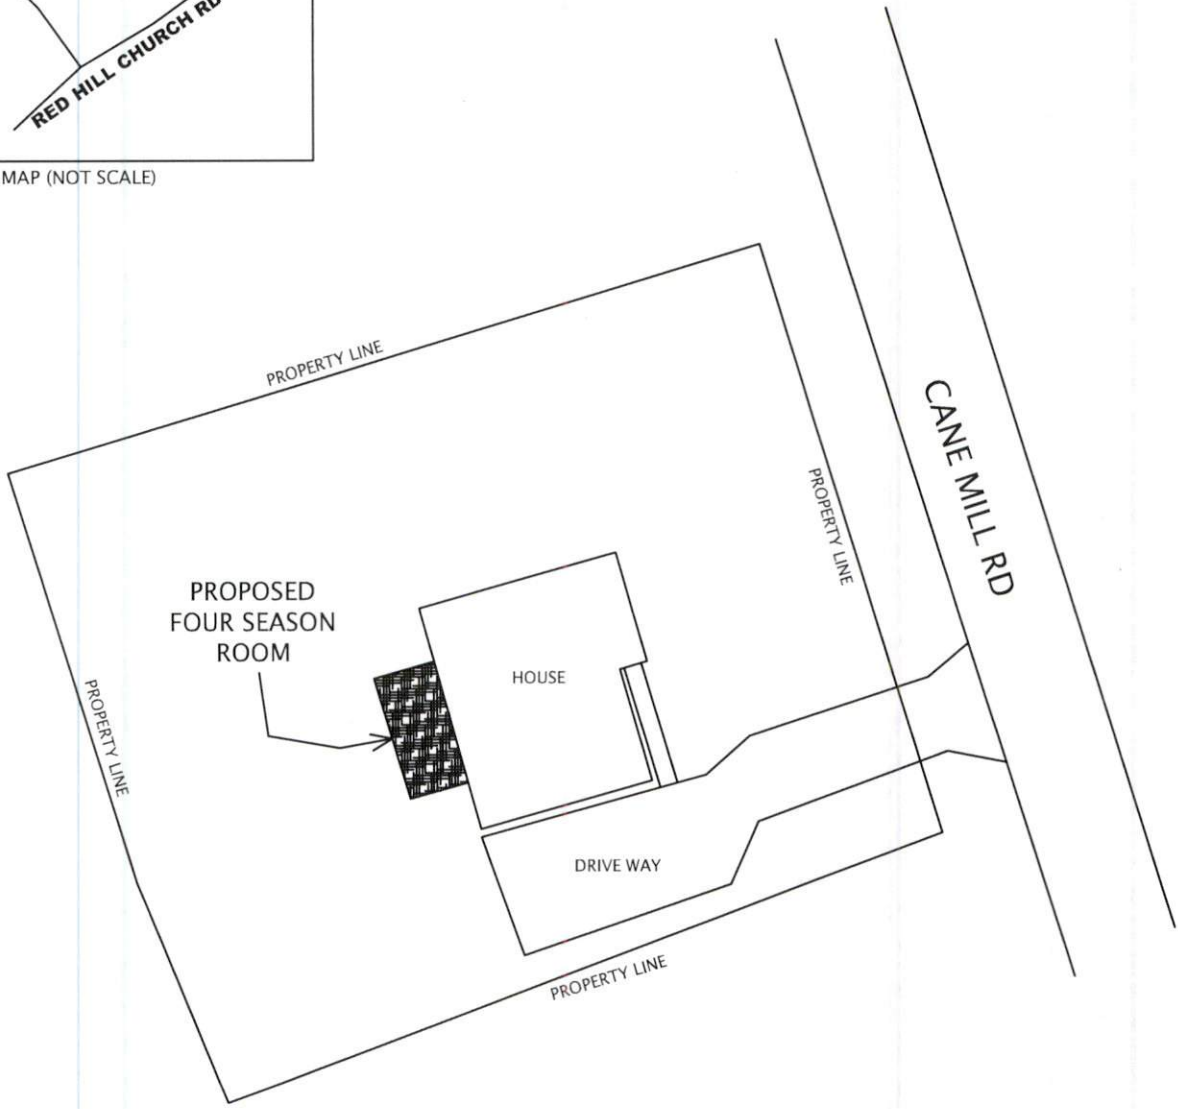 RED HILL CHURCH RD
MAP (NOT SCALE)
PROPERTY LINE
CANE MILL RD
PROPERTY LINE
PROPOSED
FOUR SEASON
ROOM
HOUSE
PROPERTY LINE
DRIVE WAY
PROPERTY LINE